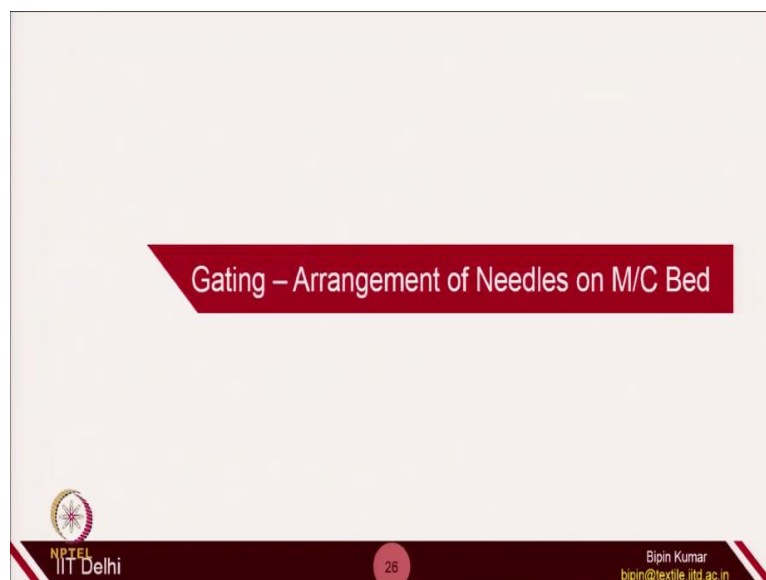 Gating – Arrangement of Needles on M/C Bed
NPTEL
IIT Delhi
26
Bipin Kumar
bipin@textile.iitd.ac.in